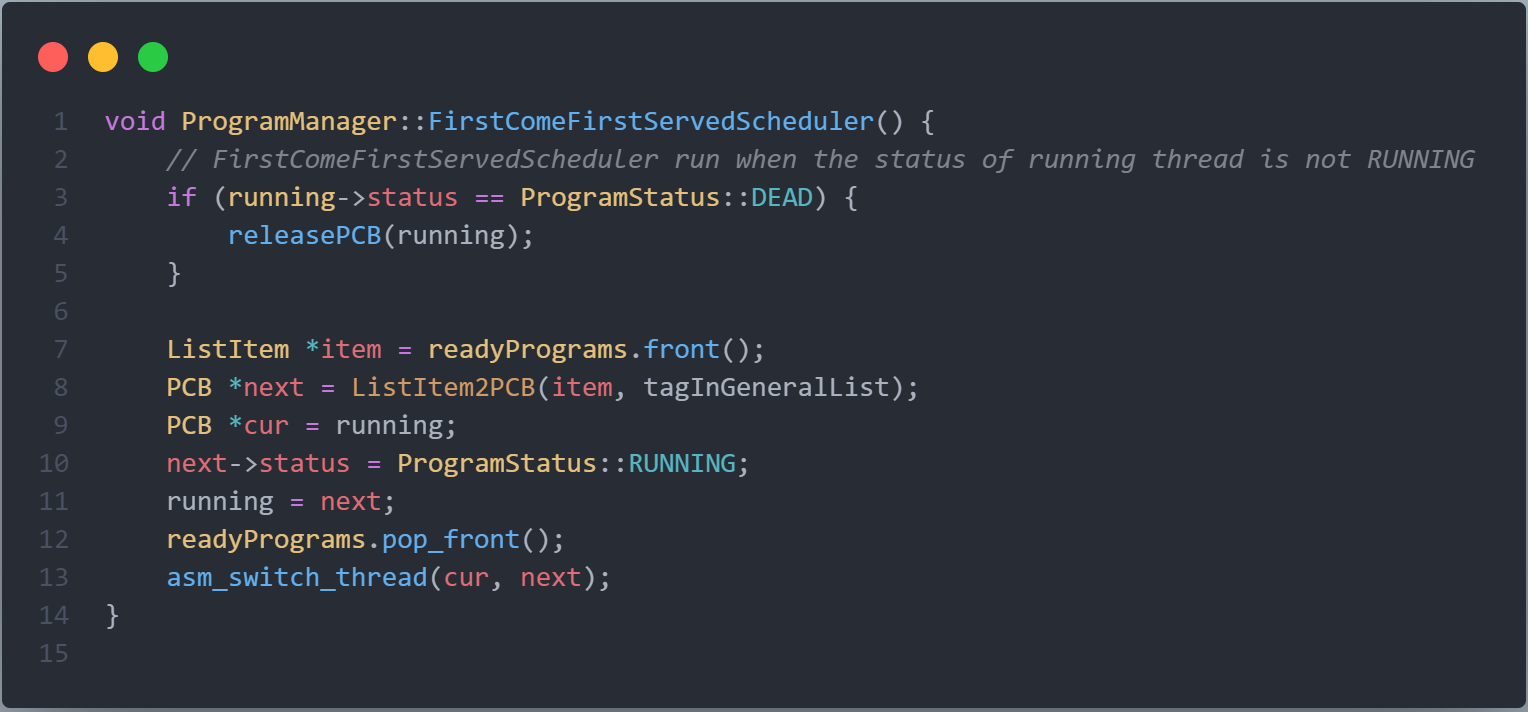 1 void ProgramManager::FirstComeFirstServedScheduler() {
2     // FirstComeFirstServedScheduler run when the status of running thread is not RUNNING
3     if (running->status == ProgramStatus::DEAD) {
4         releasePCB(running);
5     }
6
7     ListItem *item = readyPrograms.front();
8     PCB *next = ListItem2PCB(item, tagInGeneralList);
9     PCB *cur = running;
10     next->status = ProgramStatus::RUNNING;
11     running = next;
12     readyPrograms.pop_front();
13     asm_switch_thread(cur, next);
14 }
15